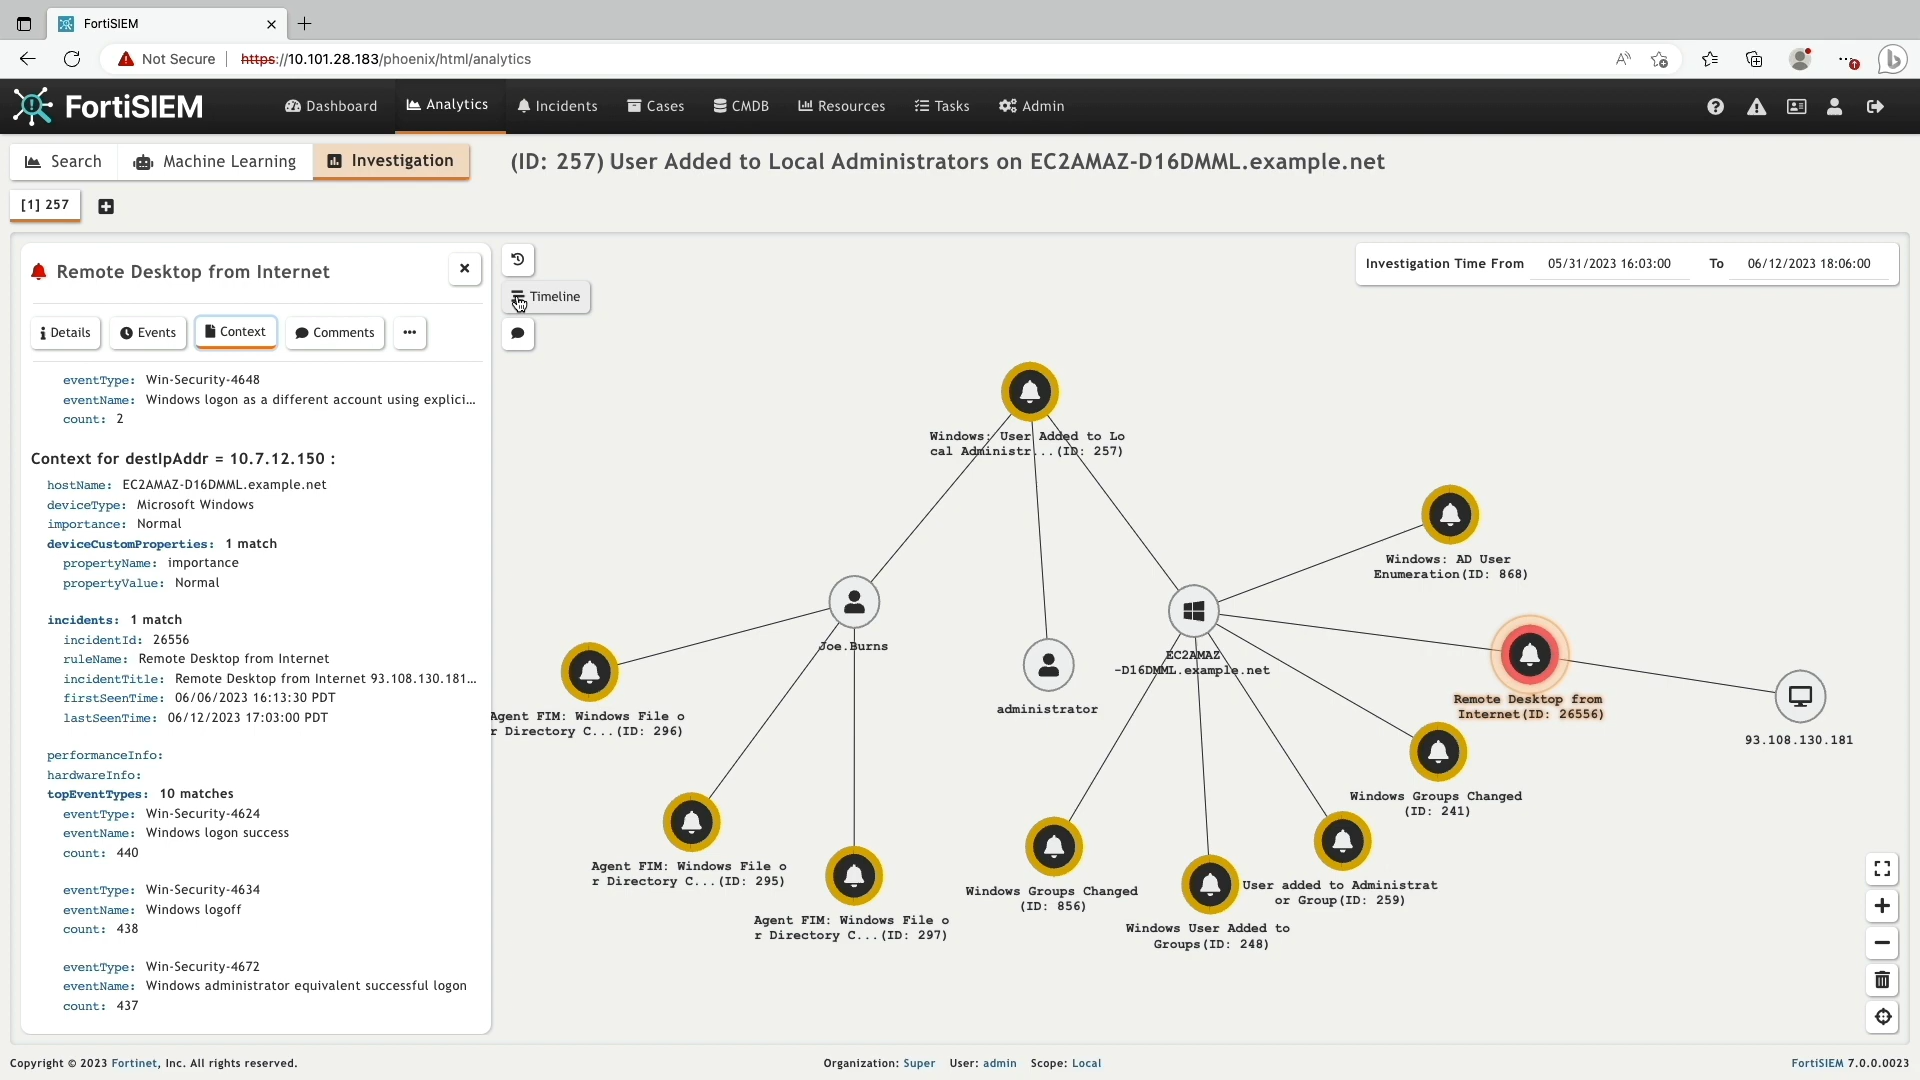 FortiSIEM
Not Secure
https://10.101.28.183/phoenix/html/analytics
FortiSIEM
Dashboard
Analytics
Incidents
Cases
CMDB
Resources
Tasks
Admin
Search
Machine Learning
Investigation
(ID: 257) User Added to Local Administrators on EC2AMAZ-D16DMML.example.net
[1] 257
Remote Desktop from Internet
Details
Events
Context
Comments
eventType: Win-Security-4648
eventName: Windows logon as a different account using explici...
count: 2
Context for destIpAddr = 10.7.12.150 :
hostName: EC2AMAZ-D16DMML.example.net
deviceType: Microsoft Windows
importance: Normal
deviceCustomProperties: 1 match
propertyName: importance
propertyValue: Normal
incidents: 1 match
incidentId: 26556
ruleName: Remote Desktop from Internet
incidentTitle: Remote Desktop from Internet 93.108.130.181...
firstSeenTime: 06/06/2023 16:13:30 PDT
lastSeenTime: 06/12/2023 17:03:00 PDT
performanceInfo:
hardwareInfo:
topEventTypes: 10 matches
eventType: Win-Security-4624
eventName: Windows logon success
count: 440
eventType: Win-Security-4634
eventName: Windows logoff
count: 438
eventType: Win-Security-4672
eventName: Windows administrator equivalent successful logon
count: 437
Timeline
Investigation Time From 05/31/2023 16:03:00 To 06/12/2023 18:06:00
Windows: User Added to Lo
cal Administr...(ID: 257)
Windows: AD User
Enumeration(ID: 868)
Joe.Burns
administrator
EC2AMAZ
-D16DMML.example.net
Remote Desktop from
Internet(ID: 26556)
93.108.130.181
Agent FIM: Windows File o
r Directory C...(ID: 296)
Agent FIM: Windows File o
r Directory C...(ID: 295)
Agent FIM: Windows File o
r Directory C...(ID: 297)
Windows Groups Changed
(ID: 856)
Windows User Added to
Groups(ID: 248)
User added to Administrat
or Group(ID: 259)
Windows Groups Changed
(ID: 241)
Copyright © 2023 Fortinet, Inc. All rights reserved.
Organization: Super User: admin Scope: Local
FortiSIEM 7.0.0.0023